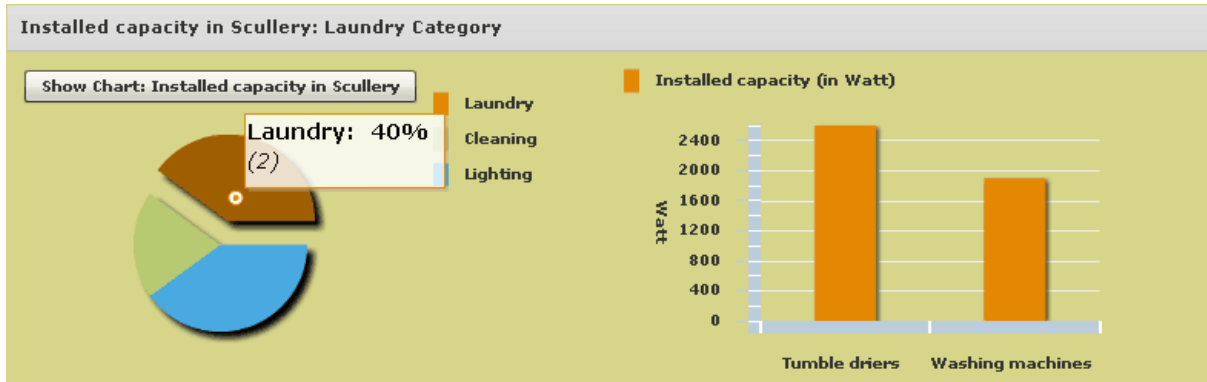 Installed capacity in Scullery: Laundry Category
Show Chart: Installed capacity in Scullery
Laundry
Cleaning
Lighting
Laundry: 40%
(2)
Installed capacity (in Watt)
Watt
2400
2000
1600
1200
800
400
0
Tumble driers
Washing machines